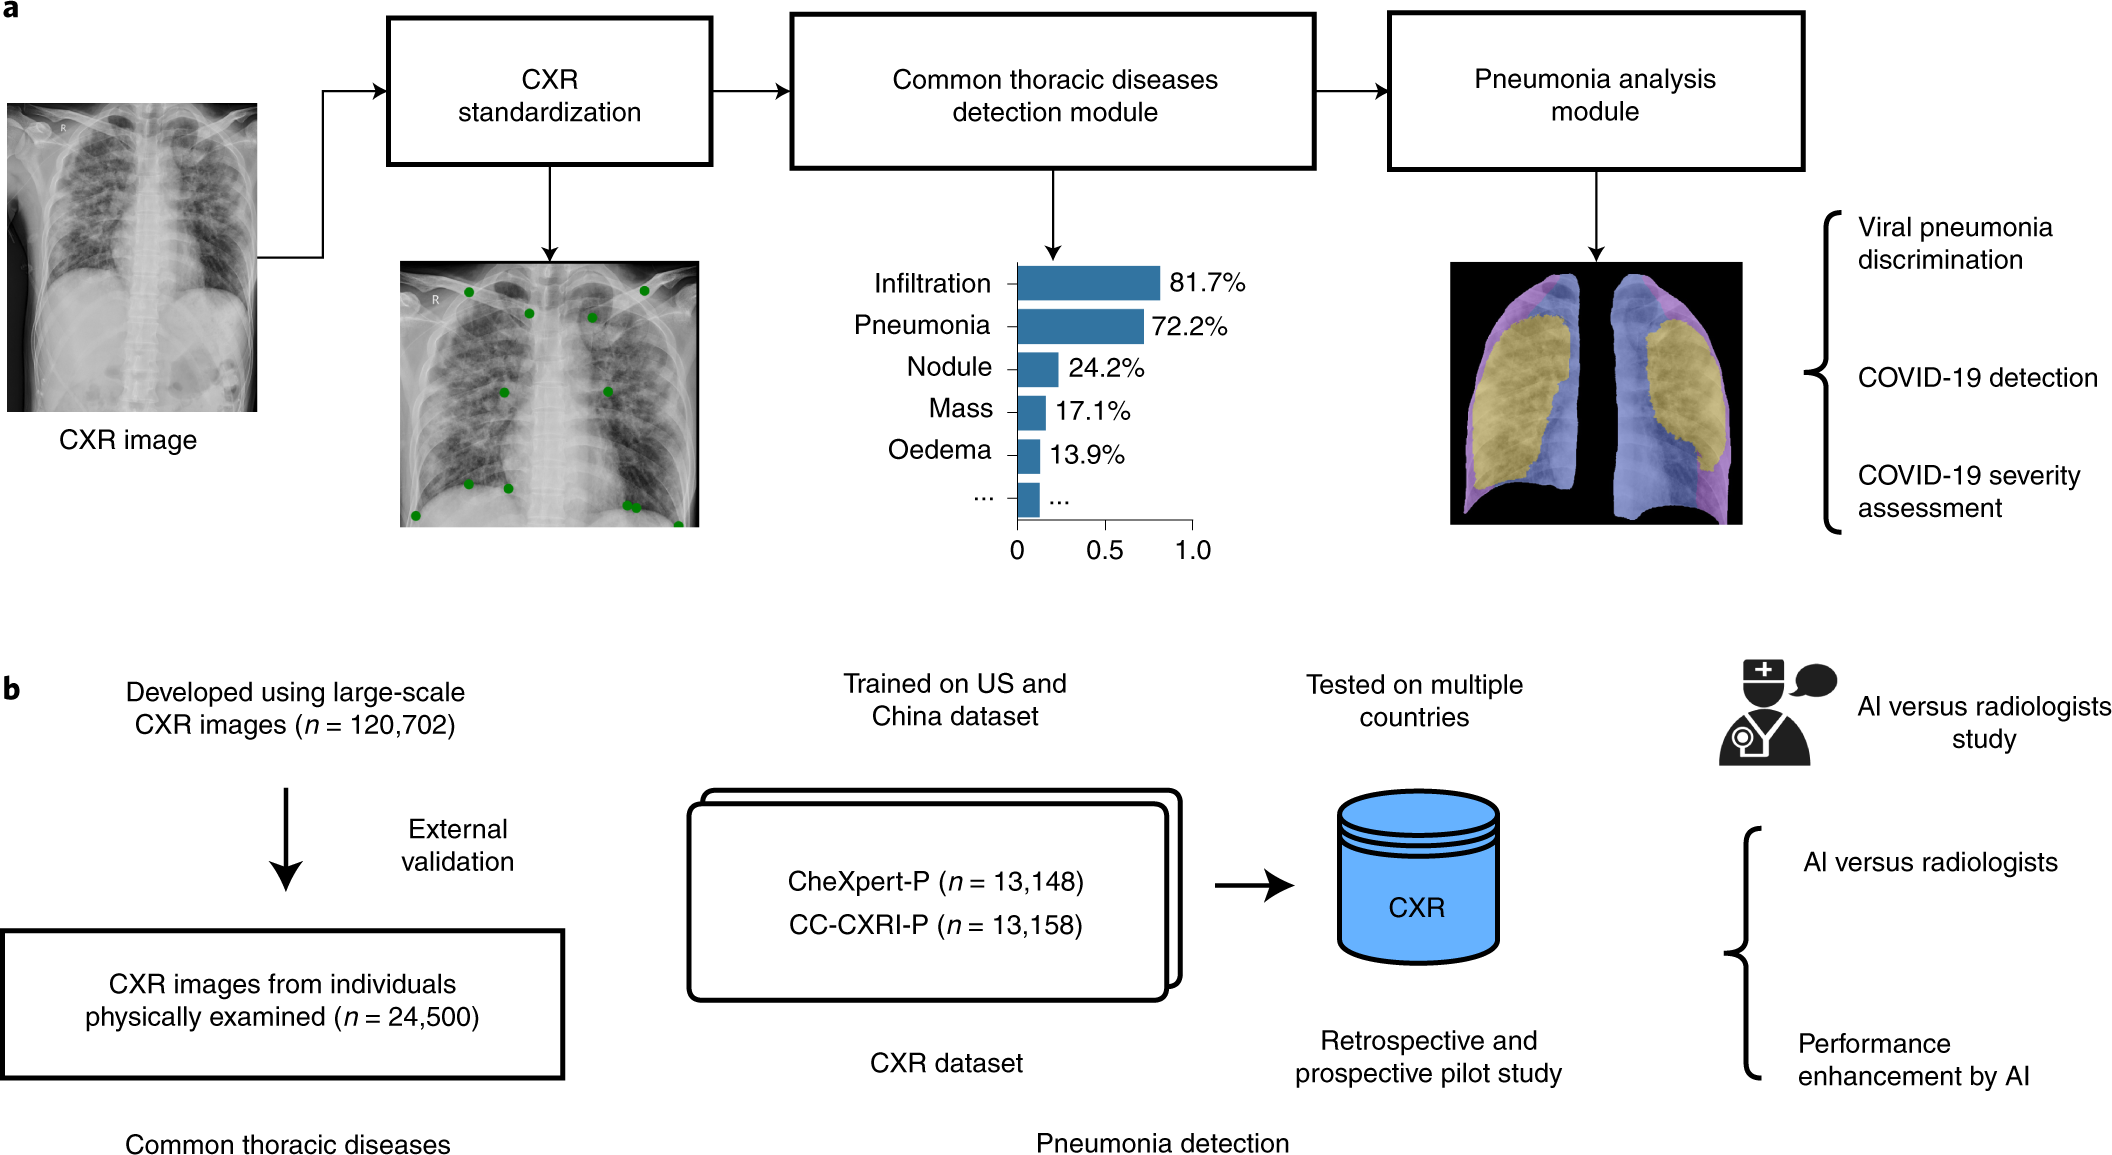 a
CXR
standardization
Common thoracic diseases
detection module
Pneumonia analysis
module
R
CXR image
R
Infiltration
81.7%
Pneumonia
72.2%
Nodule
24.2%
Mass
17.1%
Oedema
13.9%
...
...
0
0.5
1.0
Viral pneumonia
discrimination
COVID-19 detection
COVID-19 severity
assessment
b
Developed using large-scale
CXR images (n = 120,702)
External
validation
CXR images from individuals
physically examined (n = 24,500)
Common thoracic diseases
Trained on US and
China dataset
CheXpert-P (n = 13,148)
CC-CXRI-P (n = 13,158)
CXR dataset
Tested on multiple
countries
CXR
Retrospective and
prospective pilot study
Pneumonia detection
AI versus radiologists
study
AI versus radiologists
Performance
enhancement by AI